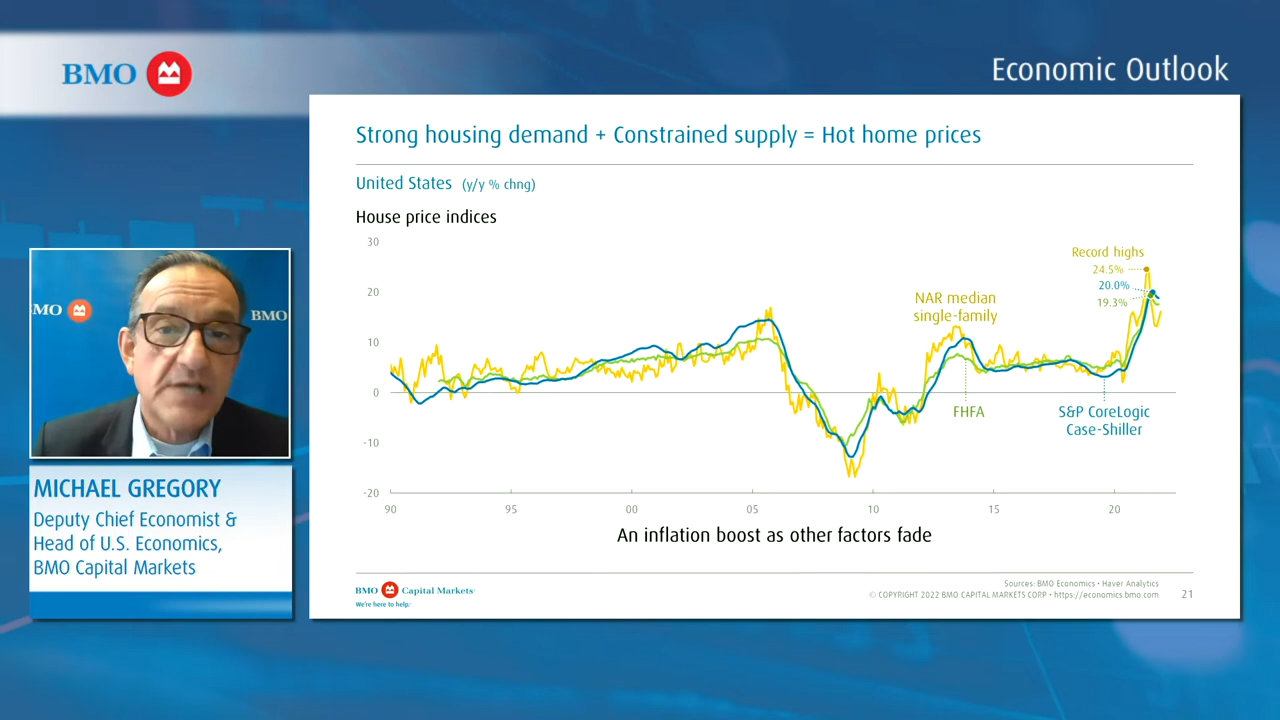 BMO
Economic Outlook
Strong housing demand + Constrained supply = Hot home prices
United States (y/y % chng)
House price indices
30
20
10
0
-10
-20
90
95
00
05
10
15
20
Record highs
24.5%
20.0%
19.3%
NAR median
single-family
FHFA
S&P CoreLogic
Case-Shiller
An inflation boost as other factors fade
BMO Capital Markets
We're here to help.
Sources: BMO Economics • Haver Analytics
© COPYRIGHT 2022 BMO CAPITAL MARKETS CORP • https://economics.bmo.com
21
MO
BMO
MICHAEL GREGORY
Deputy Chief Economist &
Head of U.S. Economics,
BMO Capital Markets